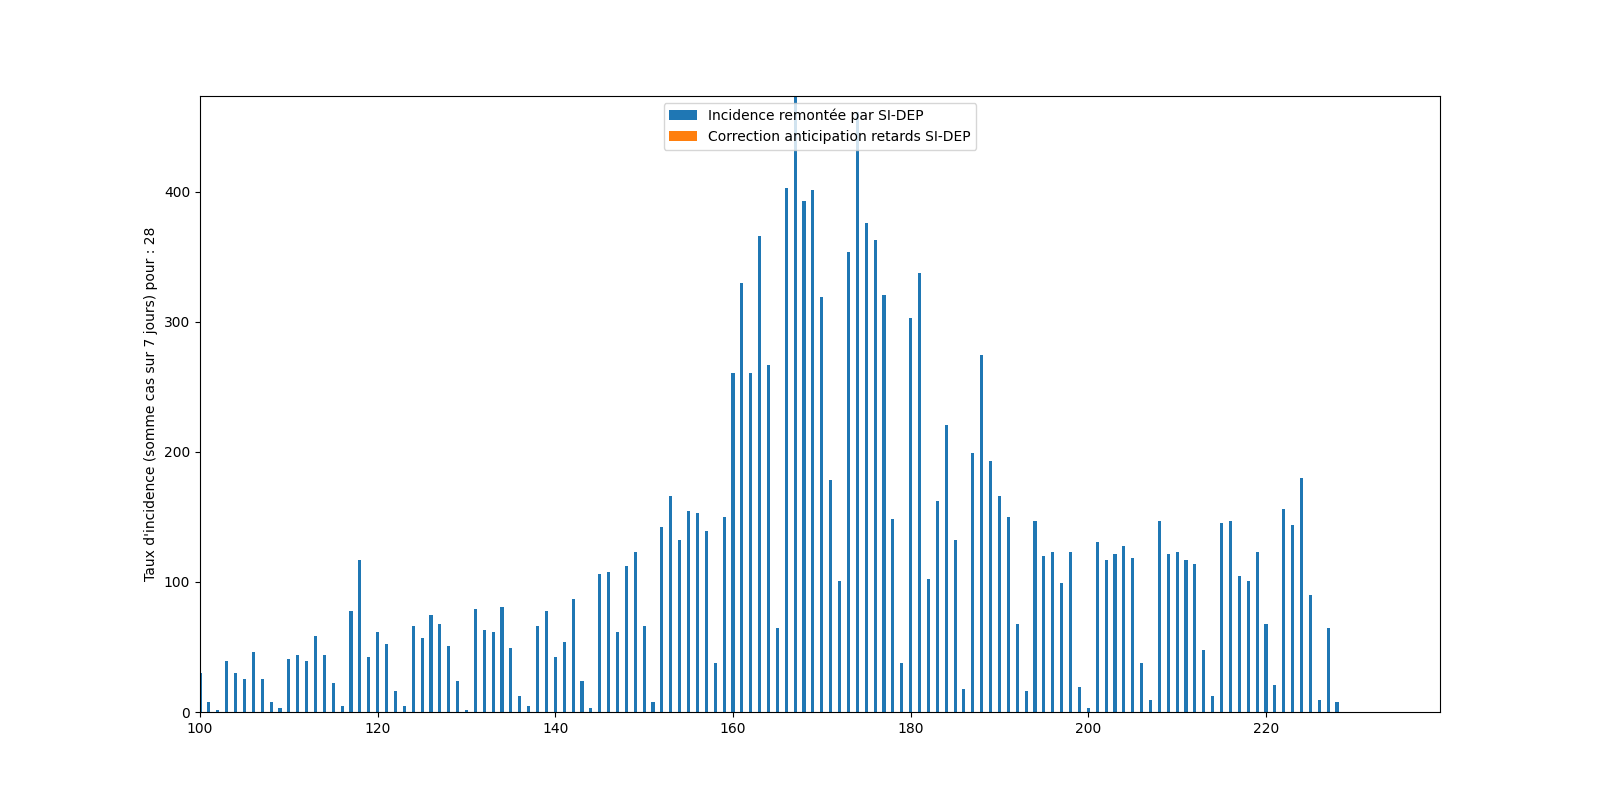 Incidence remontée par SI-DEP
Correction anticipation retards SI-DEP
Taux d'incidence (somme cas sur 7 jours) pour : 28
400
300
200
100
0
100 120 140 160 180 200 220